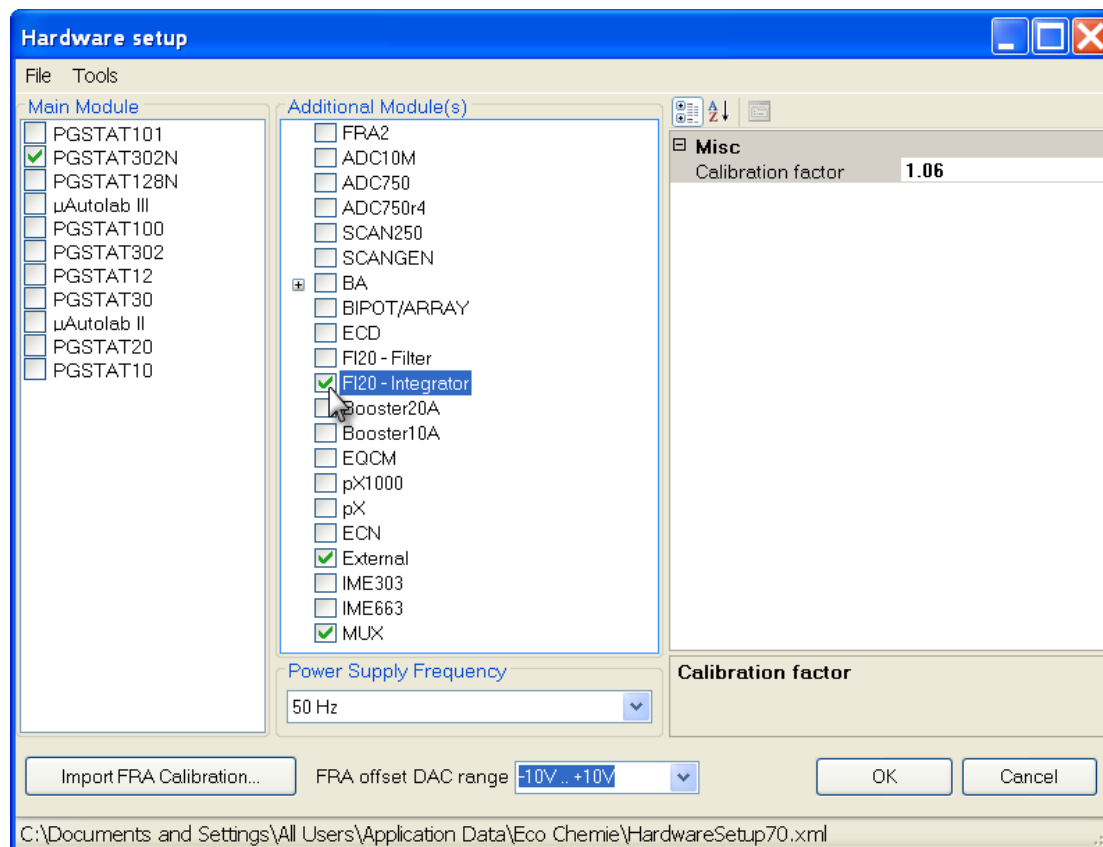 Hardware setup
File Tools
Main Module
PGSTAT101
PGSTAT302N
PGSTAT128N
µAutolab III
PGSTAT100
PGSTAT302
PGSTAT12
PGSTAT30
µAutolab II
PGSTAT20
PGSTAT10
Additional Module(s)
FRA2
ADC10M
ADC750
ADC750r4
SCAN250
SCANGEN
BA
BIPOT/ARRAY
ECD
FI20 - Filter
FI20 - Integrator
Booster20A
Booster10A
EQCM
pX1000
pX
ECN
External
IME303
IME663
MUX
Power Supply Frequency
50 Hz
Misc
Calibration factor 1.06
Calibration factor
Import FRA Calibration...
FRA offset DAC range -10V .. +10V
OK
Cancel
C:\Documents and Settings\All Users\Application Data\Eco Chemie\HardwareSetup70.xml